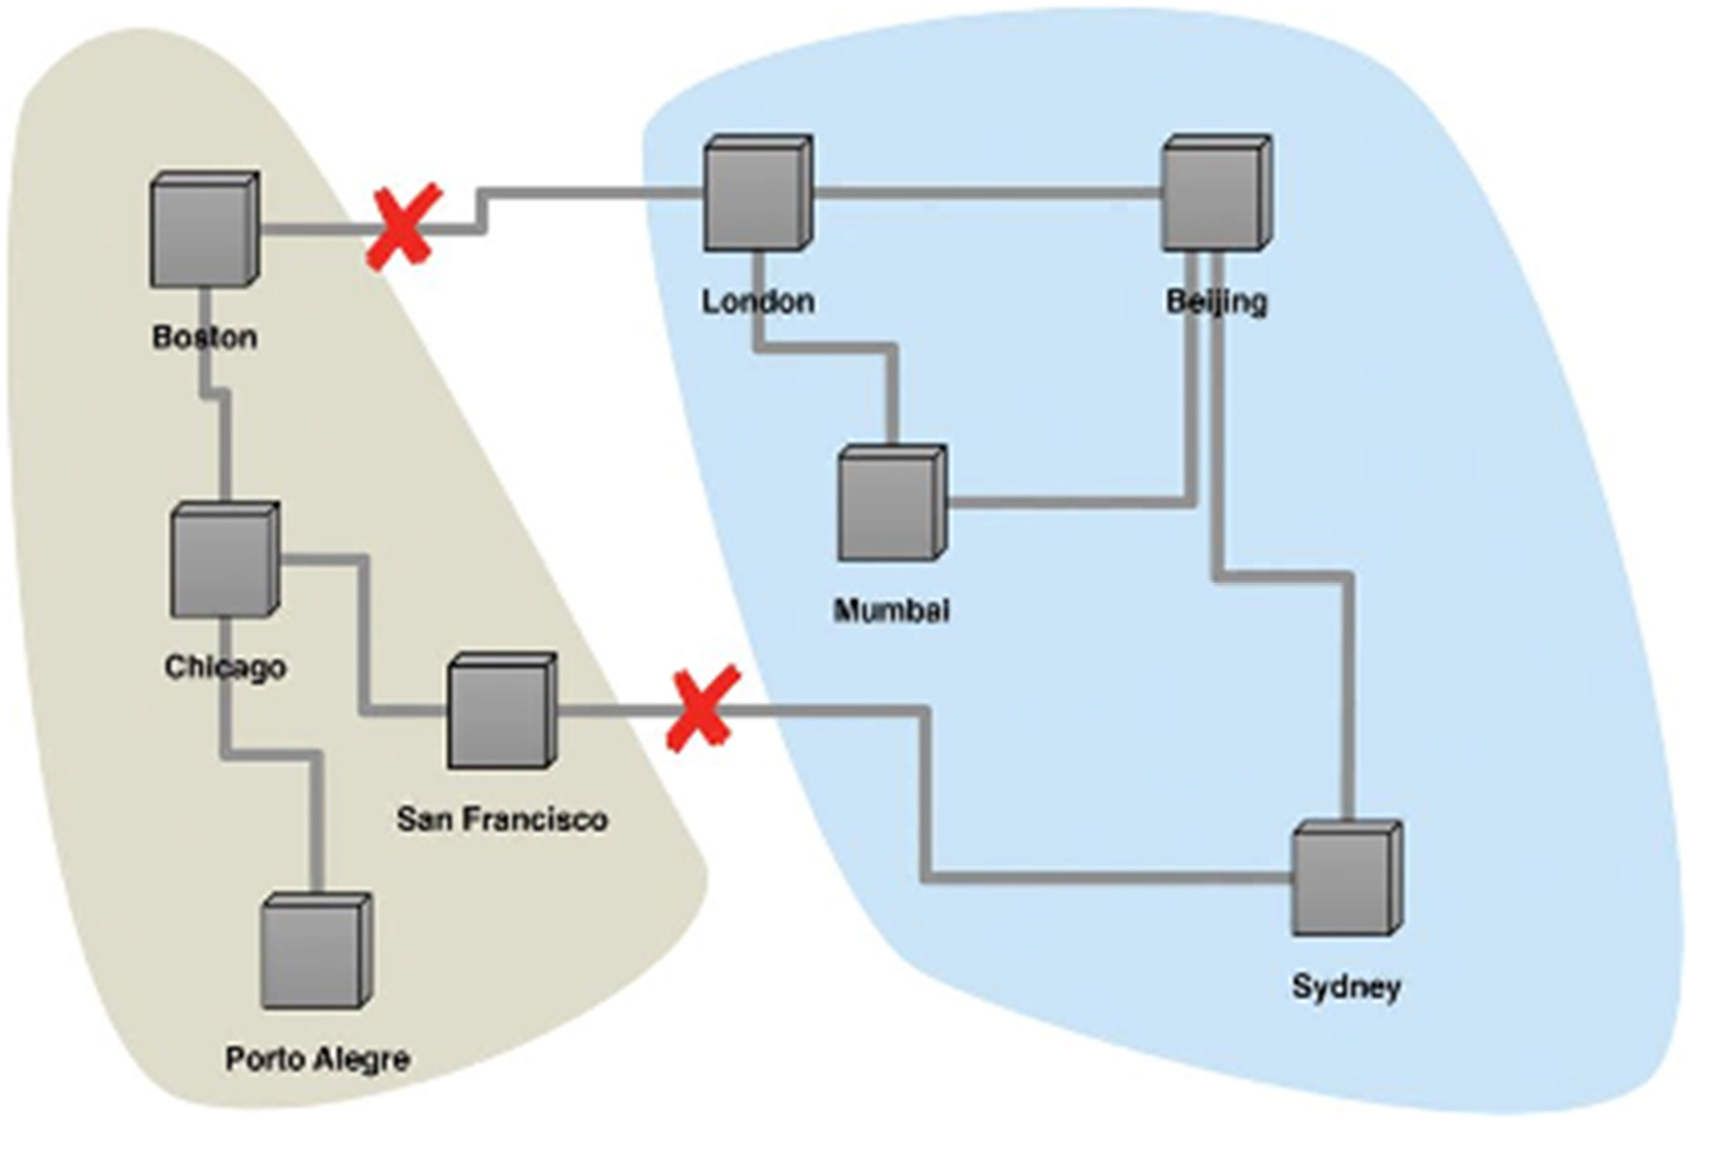 Boston
London
Beijing
Mumbai
Chicago
San Francisco
Sydney
Porto Alegre